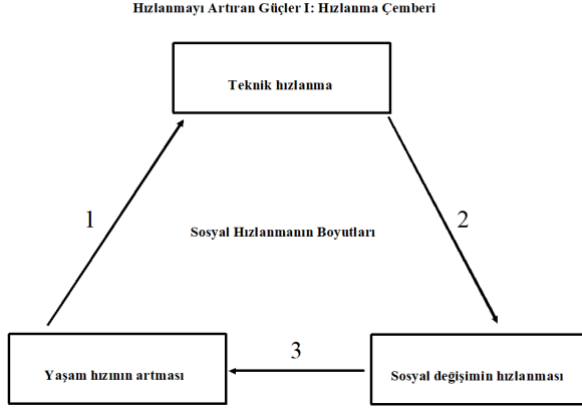 Hızlanmayı Artıran Güçler I: Hızlanma Çemberi
Teknik hızlanma
1
2
Sosyal Hızlanmanın Boyutları
3
Yaşam hızının artması
Sosyal değişimin hızlanması